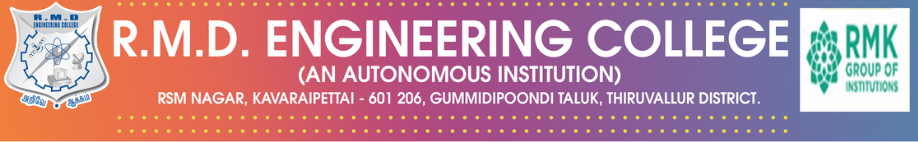 R.M.D
ENGINEERING COLLEGE
அறிவே ஆக்கம்
R.M.D. ENGINEERING COLLEGE
(AN AUTONOMOUS INSTITUTION)
RSM NAGAR, KAVARAIPETTAI - 601 206, GUMMIDIPOONDI TALUK, THIRUVALLUR DISTRICT.
RMK
GROUP OF
INSTITUTIONS